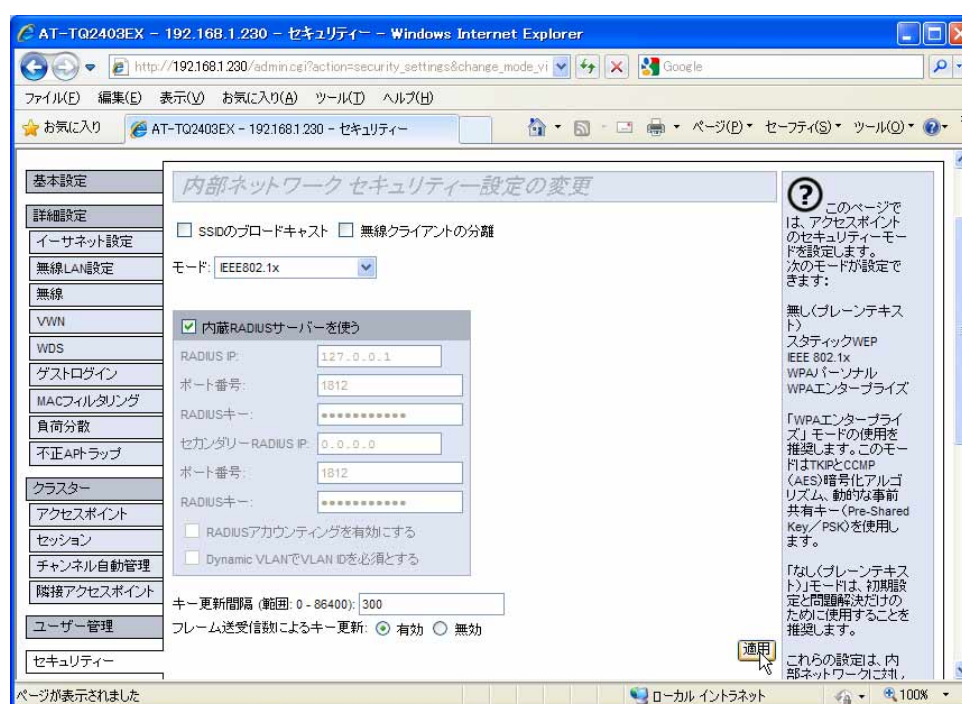 AT-TQ2403EX - 192.168.1.230 - セキュリティー - Windows Internet Explorer
http://192.168.1.230/admin.cgi?action=security_settings&change_mode_vi
Google
ファイル(F) 編集(E) 表示(V) お気に入り(A) ツール(T) ヘルプ(H)
お気に入り
AT-TQ2403EX - 192.168.1.230 - セキュリティー
ページ(P) セーフティ(S) ツール(O)
基本設定
詳細設定
イーサネット設定
無線LAN設定
無線
VWN
WDS
ゲストログイン
MACフィルタリング
負荷分散
不正APトラップ
クラスター
アクセスポイント
セッション
チャンネル自動管理
隣接アクセスポイント
ユーザー管理
セキュリティー
内部ネットワーク セキュリティー設定の変更
SSIDのブロードキャスト 無線クライアントの分離
モード: IEEE802.1x
内蔵RADIUSサーバーを使う
RADIUS IP: 127.0.0.1
ポート番号: 1812
RADIUSキー: ●●●●●●●●●●●
セカンダリーRADIUS IP: 0.0.0.0
ポート番号: 1812
RADIUSキー: ●●●●●●●●●●●
RADIUSアカウンティングを有効にする
Dynamic VLANでVLAN IDを必須とする
キー更新間隔 (範囲: 0 - 86400): 300
フレーム送受信数によるキー更新: 有効 無効
適用
このページで
は、アクセスポイント
のセキュリティーモー
ドを設定します。
次のモードが設定で
きます:
無し(プレーンテキス
ト)
スタティックWEP
IEEE 802.1x
WPAパーソナル
WPAエンタープライズ
「WPAエンタープライ
ズ」モードの使用を
推奨します。このモー
ドはTKIPとCCMP
(AES)暗号化アルゴ
リズム、動的な事前
共有キー(Pre-Shared
Key/PSK)を使用し
ます。
「なし(プレーンテキス
ト)」モードは、初期設
定と問題解決だけの
ために使用することを
推奨します。
これらの設定は、内
部ネットワークに対し、
ページが表示されました
ローカル イントラネット
100%